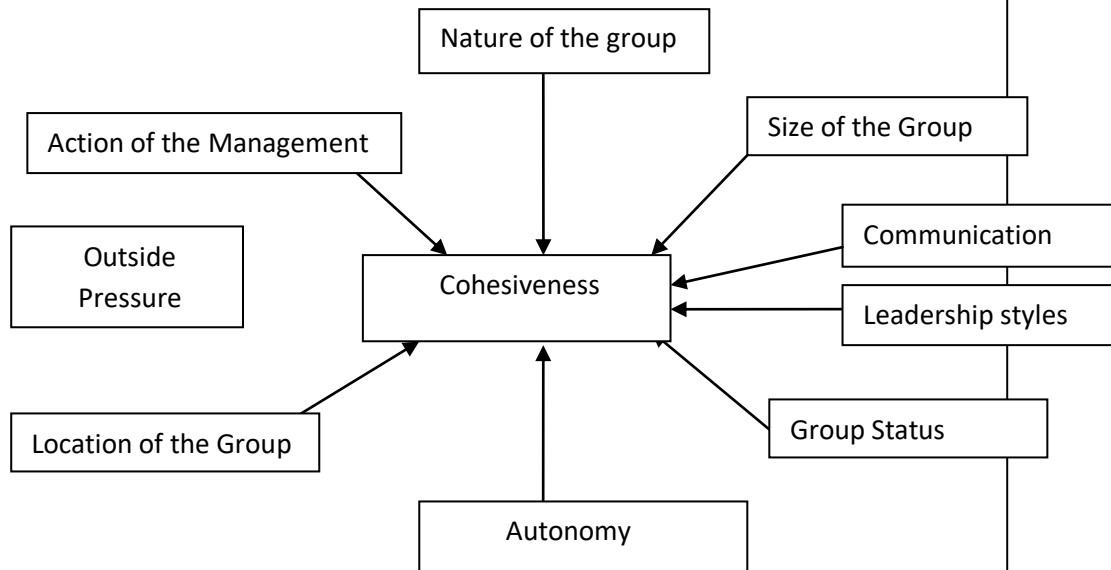 Nature of the group
Action of the Management
Size of the Group
Outside
Pressure
Communication
Cohesiveness
Leadership styles
Location of the Group
Group Status
Autonomy